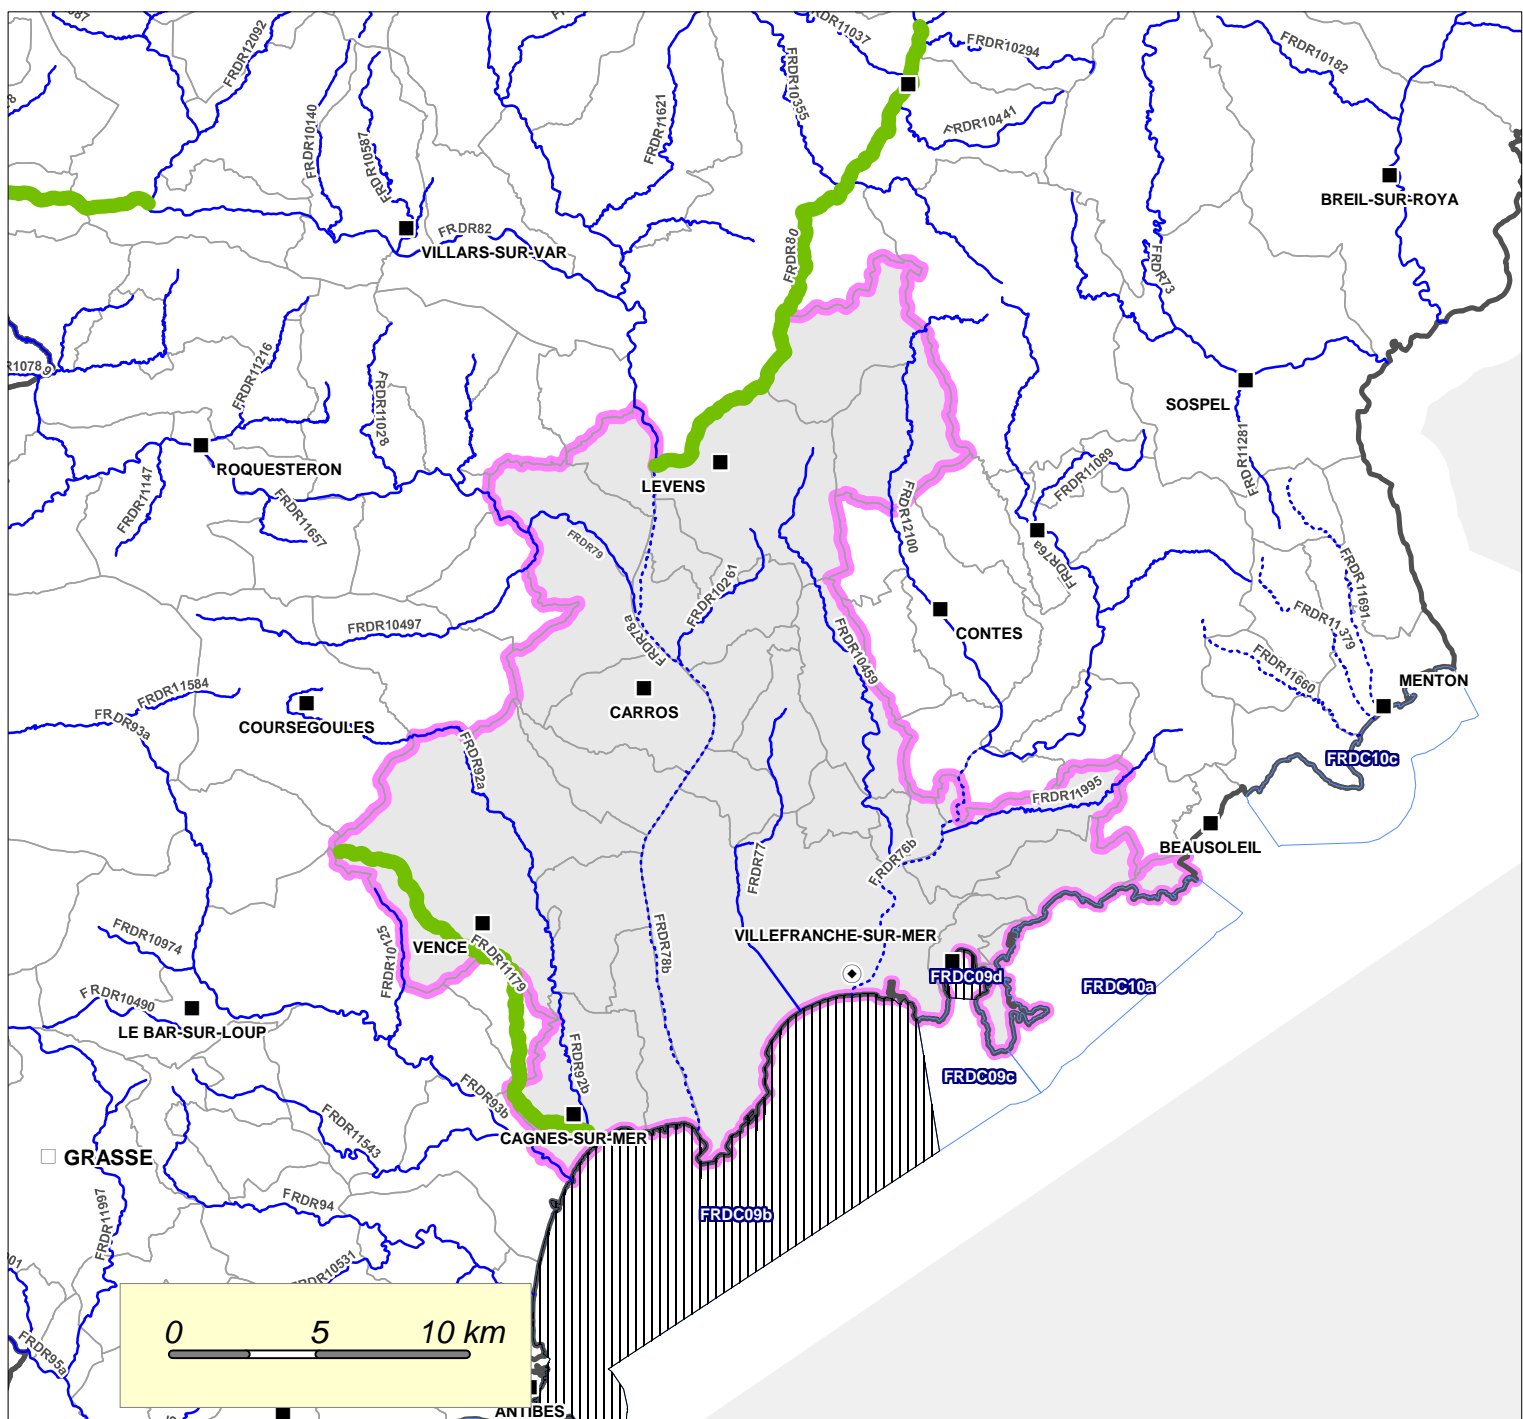 FRDR12092
FRDR11037
FRDR10294
FRDR10182
FRDR10140
FRDR10587
FRDR11621
FRDR10355
RDR10441
BREIL-SUR-ROYA
FRDR82
VILLARS-SUR-VAR
FRDR80
FRDR73
R10789
FRDR11216
FRDR11028
SOSPEL
FRDR11281
ROQUESTERON
LEVENS
FRDR11147
FRDR11657
FRDR79
FRDR12100
FRDR11089
FRDR76a
FRDR10261
FRDR11691
FRDR11379
FRDR11660
FRDR10497
FRDR78a
FRDR10459
CONTES
MENTON
FRDR11584
FRDR93a
COURSEGOULES
CARROS
FRDR92a
FRDC10c
FRDR11995
BEAUSOLEIL
FRDR77
FRDR76b
FRDR10974
FRDR10125
VENCE
FRDR11179
FRDR78b
VILLEFRANCHE-SUR-MER
FRDC09d
FRDC10a
FRDR10490
LE BAR-SUR-LOUP
FRDR93b
FRDR92b
FRDC09c
FRDR11543
CAGNES-SUR-MER
GRASSE
FRDR94
FRDR11997
FRDC09b
FRDR10531
0 5 10 km
FRDR95a
ANTIBES